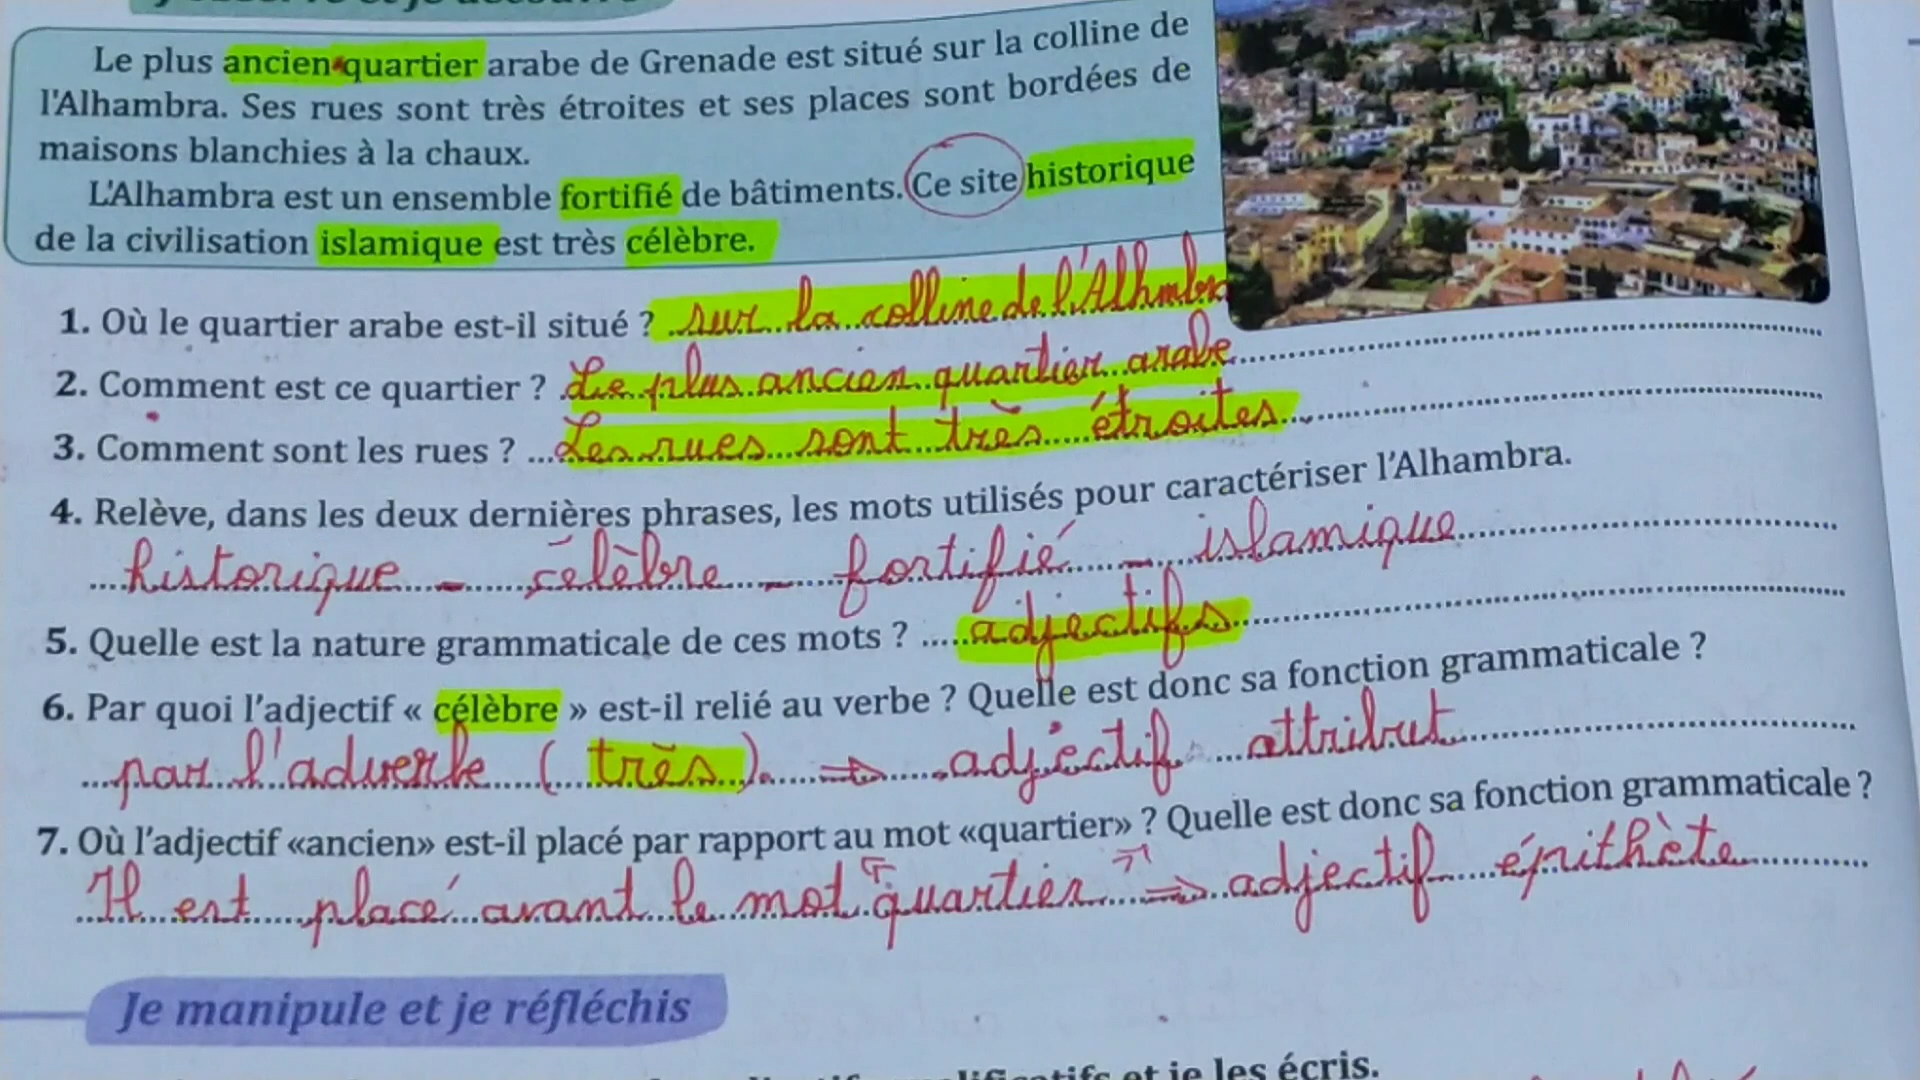 Le plus ancien quartier arabe de Grenade est situé sur la colline de
l'Alhambra. Ses rues sont très étroites et ses places sont bordées de
maisons blanchies à la chaux.
L'Alhambra est un ensemble fortifié de bâtiments. Ce site historique
de la civilisation islamique est très célèbre.
1. Où le quartier arabe est-il situé ? sur la colline de l'Alhmbra
2. Comment est ce quartier ? Le plus ancien quartier arabe
3. Comment sont les rues ? Les rues sont très étroites
4. Relève, dans les deux dernières phrases, les mots utilisés pour caractériser l'Alhambra.
historique - célèbre - fortifié - islamique
5. Quelle est la nature grammaticale de ces mots ? adjectifs
6. Par quoi l'adjectif « célèbre » est-il relié au verbe ? Quelle est donc sa fonction grammaticale ?
par l'adverbe (très) => adjectif attribut
7. Où l'adjectif «ancien» est-il placé par rapport au mot «quartier» ? Quelle est donc sa fonction grammaticale ?
Il est placé avant le mot "quartier" => adjectif épithète
Je manipule et je réfléchis
et je les écris.